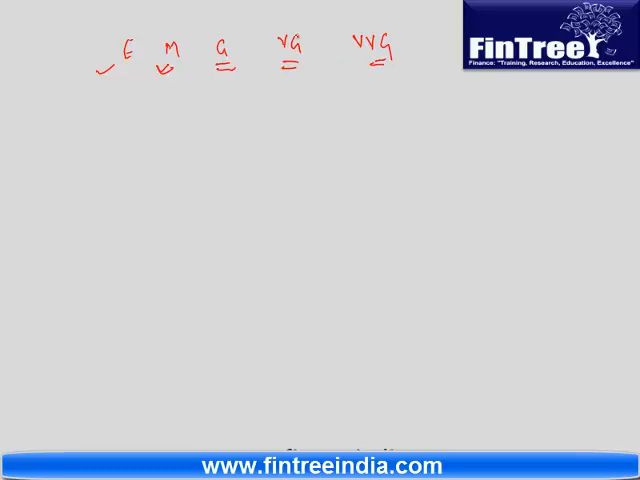 E M G VG VVG
FinTree
Finance: "Training, Research, Education, Excellence"
www.fintreeindia.com